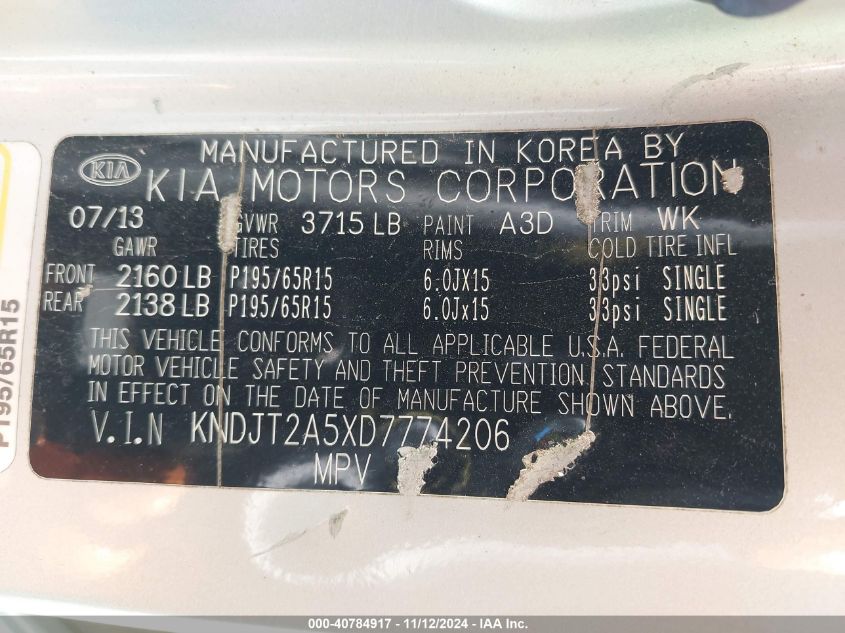 MANUFACTURED IN KOREA BY
KIA
KIA MOTORS CORPORATION
07/13 GVWR 3715 LB PAINT A3D TRIM WK
GAWR TIRES RIMS COLD TIRE INFL
FRONT 2160 LB P195/65R15 6.0JX15 33psi SINGLE
REAR 2138 LB P195/65R15 6.0Jx15 33psi SINGLE
THIS VEHICLE CONFORMS TO ALL APPLICABLE U.S.A. FEDERAL
MOTOR VEHICLE SAFETY AND THEFT PREVENTION STANDARDS
IN EFFECT ON THE DATE OF MANUFACTURE SHOWN ABOVE.
V.I.N KNDJT2A5XD7774206
MPV
P195/65R15
000-40784917 - 11/12/2024 - IAA Inc.